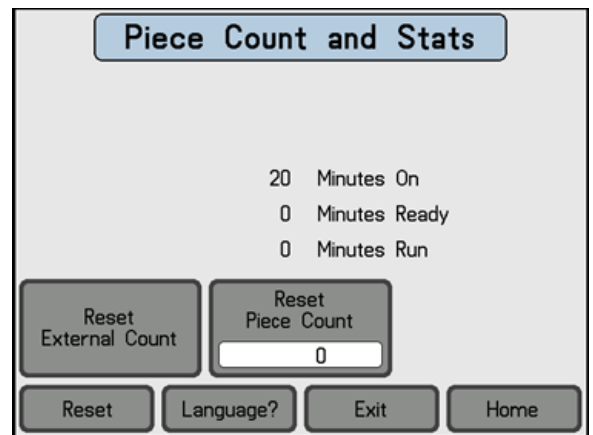 Piece Count and Stats
20 Minutes On
0 Minutes Ready
0 Minutes Run
Reset
External Count
Reset
Piece Count
0
Reset
Language?
Exit
Home